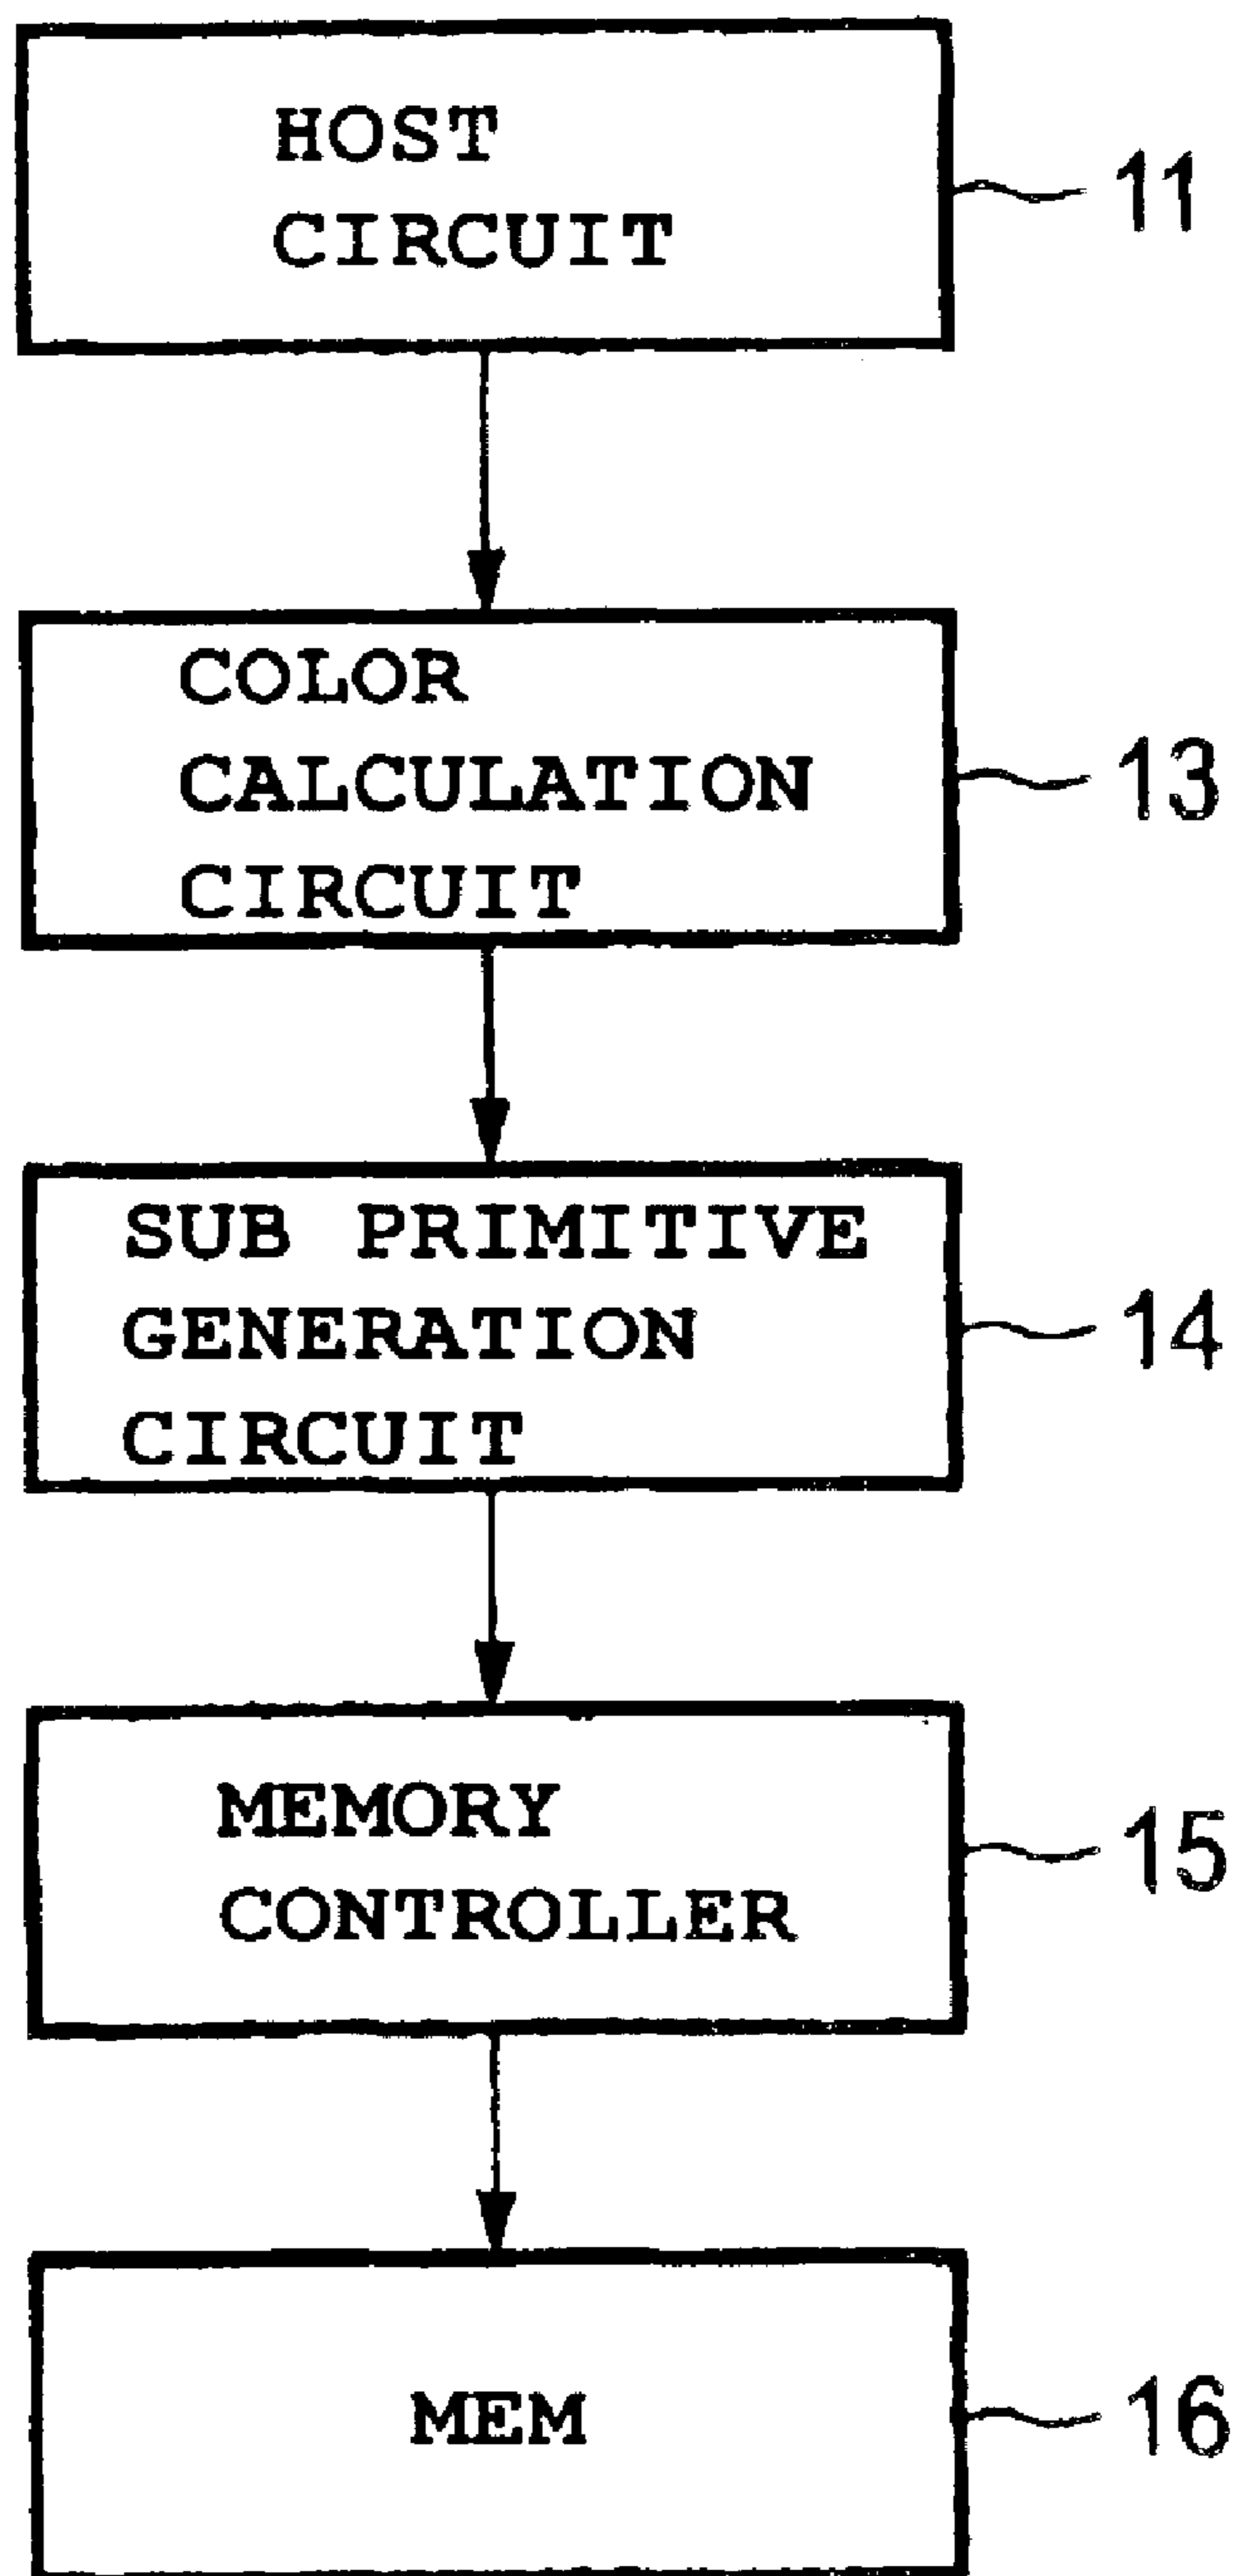 HOST
CIRCUIT
11
COLOR
CALCULATION
CIRCUIT
13
SUB PRIMITIVE
GENERATION
CIRCUIT
14
MEMORY
CONTROLLER
15
MEM
16